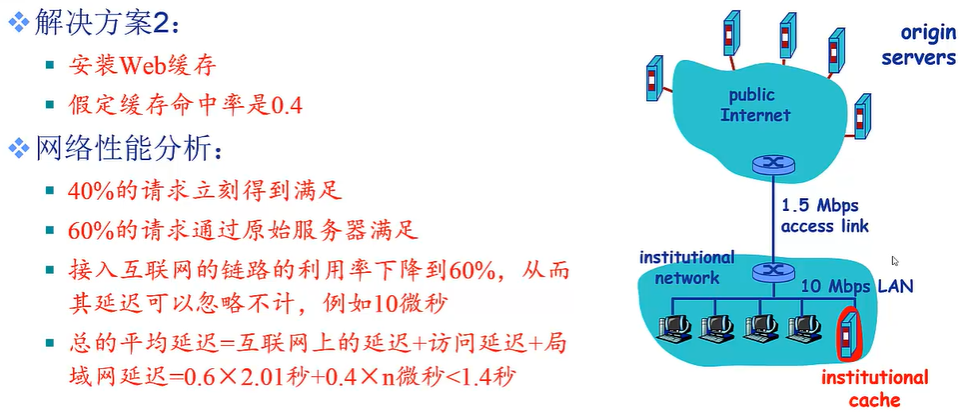 解决方案2：
安装Web缓存
假定缓存命中率是0.4
网络性能分析：
40%的请求立刻得到满足
60%的请求通过原始服务器满足
接入互联网的链路的利用率下降到60%，从而
其延迟可以忽略不计，例如10微秒
总的平均延迟=互联网上的延迟+访问延迟+局
域网延迟=0.6×2.01秒+0.4×n微秒<1.4秒
origin
servers
public
Internet
1.5 Mbps
access link
institutional
network
10 Mbps LAN
institutional
cache